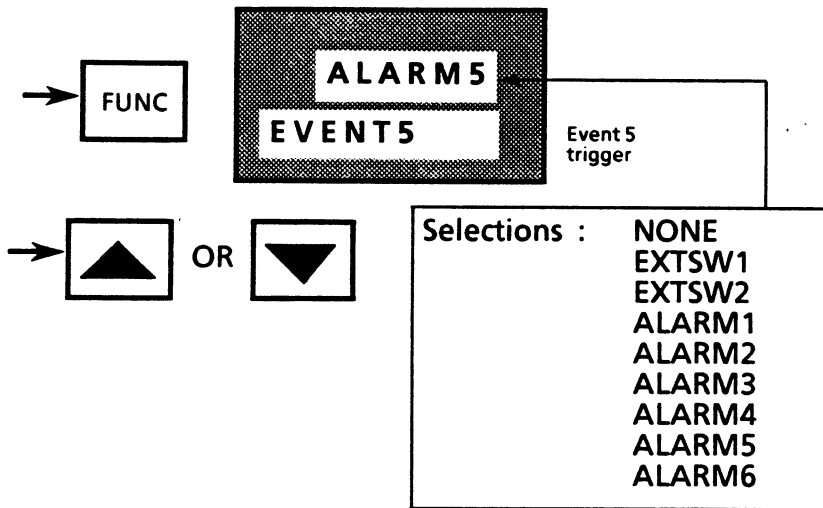 FUNC
ALARM5
EVENT5
Event 5
trigger
OR
Selections : NONE
EXTSW1
EXTSW2
ALARM1
ALARM2
ALARM3
ALARM4
ALARM5
ALARM6